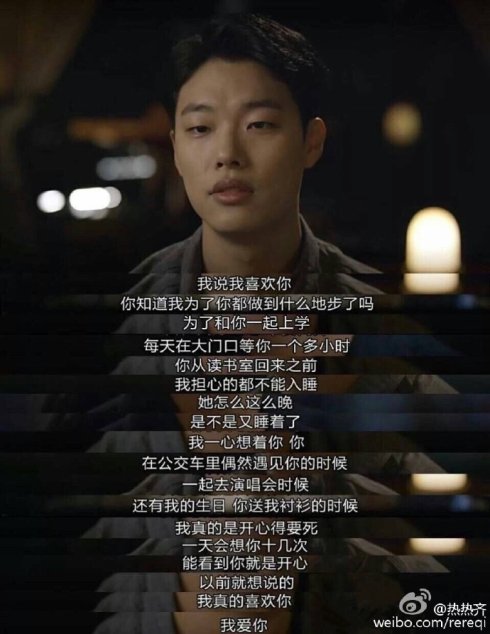 我说我喜欢你
你知道我为了你都做到什么地步了吗
为了和你一起上学
每天在大门口等你一个多小时
你从读书室回来之前
我担心的都不能入睡
她怎么这么晚
是不是又睡着了
我一心想着你 你
在公交车里偶然遇见你的时候
一起去演唱会时候
还有我的生日 你送我衬衫的时候
我真的是开心得要死
一天会想你十几次
能看到你就是开心
以前就想说的
我真的喜欢你
我爱你
@热热齐
weibo.com/rereqi